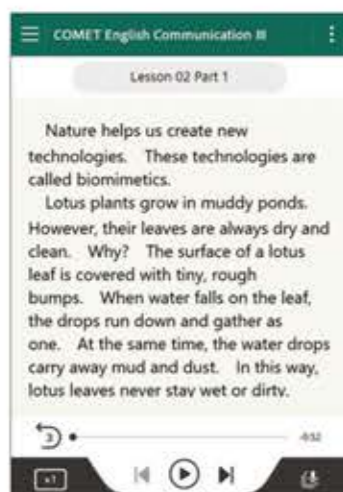 COMET English Communication III
Lesson 02 Part 1
Nature helps us create new
technologies. These technologies are
called biomimetics.
Lotus plants grow in muddy ponds.
However, their leaves are always dry and
clean. Why? The surface of a lotus
leaf is covered with tiny, rough
bumps. When water falls on the leaf,
the drops run down and gather as
one. At the same time, the water drops
carry away mud and dust. In this way,
lotus leaves never stay wet or dirty.
3
x1